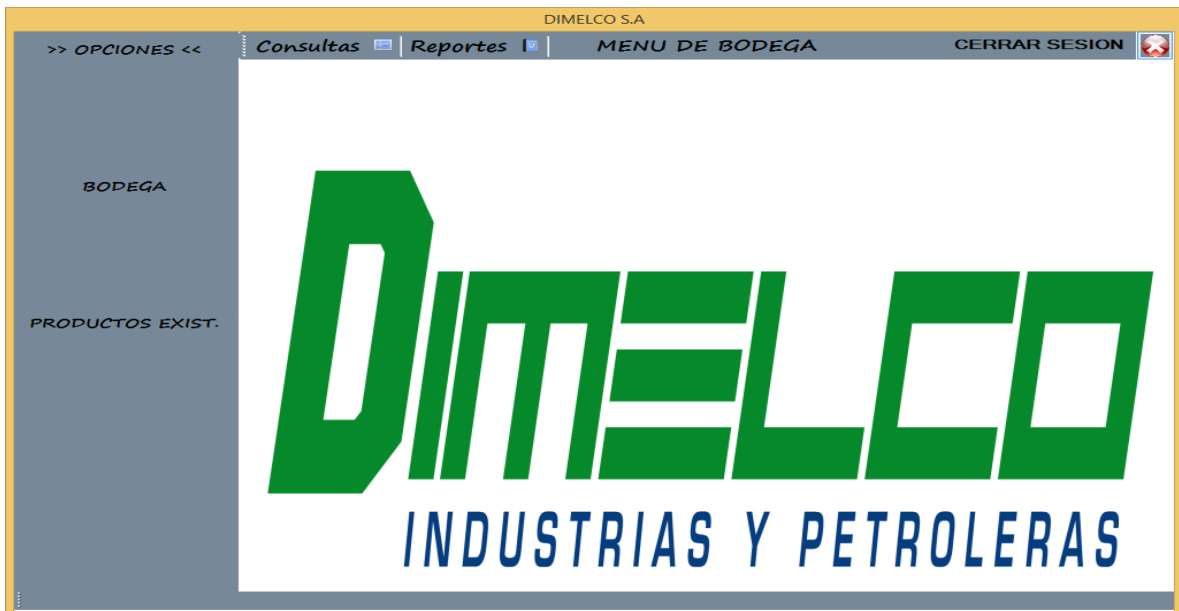 DIMELCO S.A
>> OPCIONES <<
Consultas
Reportes
MENU DE BODEGA
CERRAR SESION
BODEGA
PRODUCTOS EXIST.
DIMELCO
INDUSTRIAS Y PETROLERAS